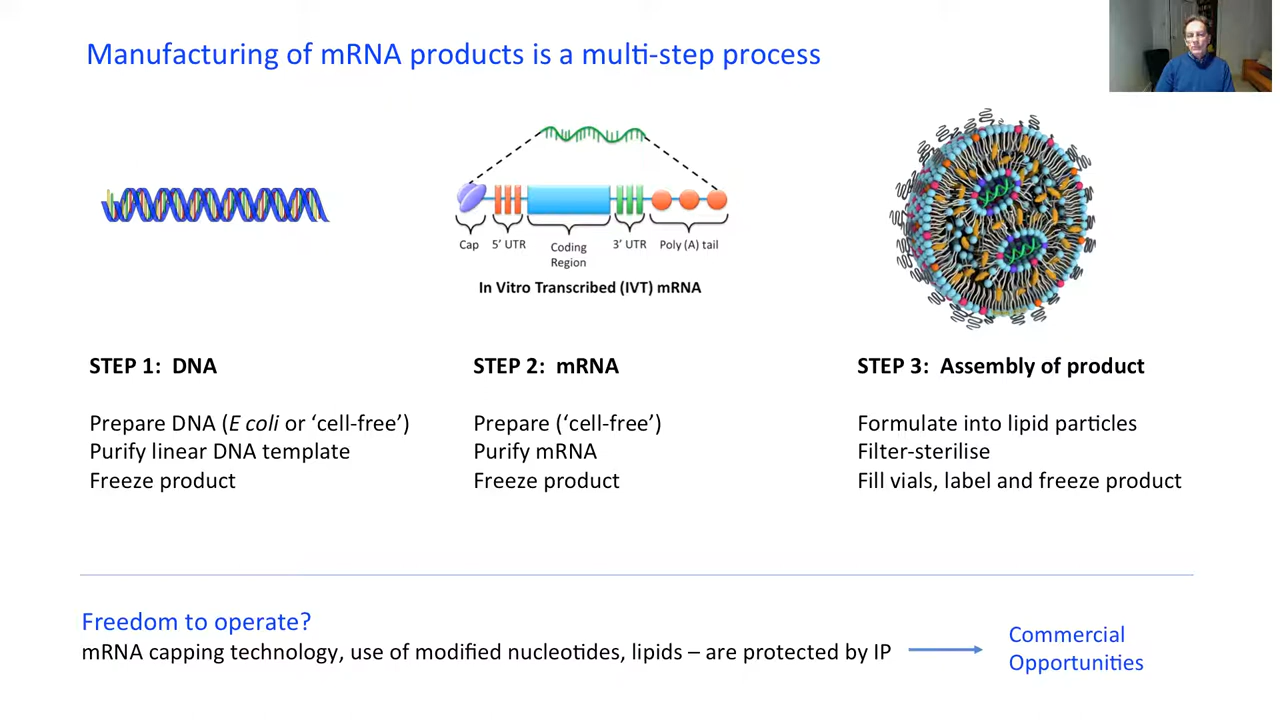 Manufacturing of mRNA products is a multi-step process
Cap
5' UTR
Coding
Region
3' UTR
Poly (A) tail
In Vitro Transcribed (IVT) mRNA
STEP 1:  DNA
Prepare DNA (E coli or ‘cell-free’)
Purify linear DNA template
Freeze product
STEP 2:  mRNA
Prepare (‘cell-free’)
Purify mRNA
Freeze product
STEP 3:  Assembly of product
Formulate into lipid particles
Filter-sterilise
Fill vials, label and freeze product
Freedom to operate?
mRNA capping technology, use of modified nucleotides, lipids – are protected by IP
Commercial
Opportunities